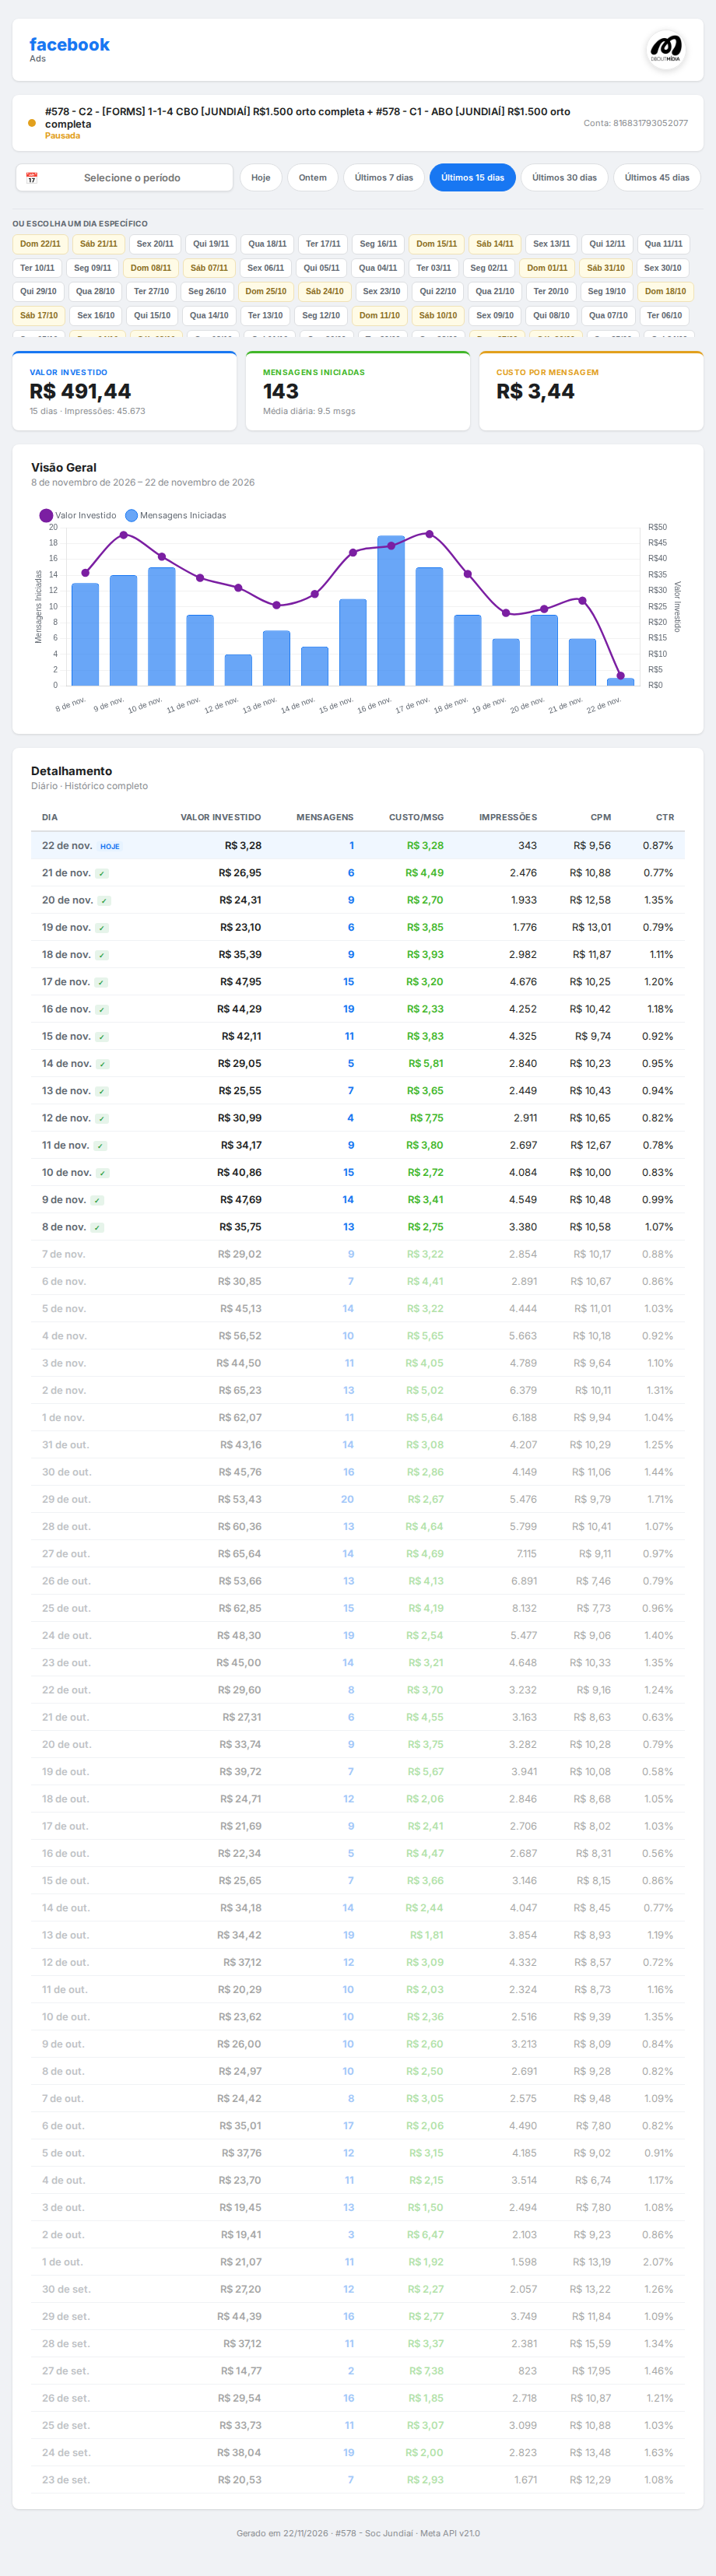 facebook
Ads
DBOUTMÍDIA
#578 - C2 - [FORMS] 1-1-4 CBO [JUNDIAÍ] R$1.500 orto completa + #578 - C1 - ABO [JUNDIAÍ] R$1.500 orto
completa
Pausada
Conta: 816831793052077
Selecione o período
Hoje
Ontem
Últimos 7 dias
Últimos 15 dias
Últimos 30 dias
Últimos 45 dias
OU ESCOLHA UM DIA ESPECÍFICO
Dom 22/11 Sáb 21/11 Sex 20/11 Qui 19/11 Qua 18/11 Ter 17/11 Seg 16/11 Dom 15/11 Sáb 14/11 Sex 13/11 Qui 12/11 Qua 11/11
Ter 10/11 Seg 09/11 Dom 08/11 Sáb 07/11 Sex 06/11 Qui 05/11 Qua 04/11 Ter 03/11 Seg 02/11 Dom 01/11 Sáb 31/10 Sex 30/10
Qui 29/10 Qua 28/10 Ter 27/10 Seg 26/10 Dom 25/10 Sáb 24/10 Sex 23/10 Qui 22/10 Qua 21/10 Ter 20/10 Seg 19/10 Dom 18/10
Sáb 17/10 Sex 16/10 Qui 15/10 Qua 14/10 Ter 13/10 Seg 12/10 Dom 11/10 Sáb 10/10 Sex 09/10 Qui 08/10 Qua 07/10 Ter 06/10
VALOR INVESTIDO
R$ 491,44
15 dias · Impressões: 45.673
MENSAGENS INICIADAS
143
Média diária: 9.5 msgs
CUSTO POR MENSAGEM
R$ 3,44
Visão Geral
8 de novembro de 2026 – 22 de novembro de 2026
Valor Investido Mensagens Iniciadas
20 R$50
18 R$45
16 R$40
14 R$35
12 R$30
10 R$25
8 R$20
6 R$15
4 R$10
2 R$5
0 R$0
Mensagens Iniciadas
Valor Investido
8 de nov. 9 de nov. 10 de nov. 11 de nov. 12 de nov. 13 de nov. 14 de nov. 15 de nov. 16 de nov. 17 de nov. 18 de nov. 19 de nov. 20 de nov. 21 de nov. 22 de nov.
Detalhamento
Diário · Histórico completo
DIA VALOR INVESTIDO MENSAGENS CUSTO/MSG IMPRESSÕES CPM CTR
22 de nov. HOJE R$ 3,28 1 R$ 3,28 343 R$ 9,56 0.87%
21 de nov. ✓ R$ 26,95 6 R$ 4,49 2.476 R$ 10,88 0.77%
20 de nov. ✓ R$ 24,31 9 R$ 2,70 1.933 R$ 12,58 1.35%
19 de nov. ✓ R$ 23,10 6 R$ 3,85 1.776 R$ 13,01 0.79%
18 de nov. ✓ R$ 35,39 9 R$ 3,93 2.982 R$ 11,87 1.11%
17 de nov. ✓ R$ 47,95 15 R$ 3,20 4.676 R$ 10,25 1.20%
16 de nov. ✓ R$ 44,29 19 R$ 2,33 4.252 R$ 10,42 1.18%
15 de nov. ✓ R$ 42,11 11 R$ 3,83 4.325 R$ 9,74 0.92%
14 de nov. ✓ R$ 29,05 5 R$ 5,81 2.840 R$ 10,23 0.95%
13 de nov. ✓ R$ 25,55 7 R$ 3,65 2.449 R$ 10,43 0.94%
12 de nov. ✓ R$ 30,99 4 R$ 7,75 2.911 R$ 10,65 0.82%
11 de nov. ✓ R$ 34,17 9 R$ 3,80 2.697 R$ 12,67 0.78%
10 de nov. ✓ R$ 40,86 15 R$ 2,72 4.084 R$ 10,00 0.83%
9 de nov. ✓ R$ 47,69 14 R$ 3,41 4.549 R$ 10,48 0.99%
8 de nov. ✓ R$ 35,75 13 R$ 2,75 3.380 R$ 10,58 1.07%
7 de nov. R$ 29,02 9 R$ 3,22 2.854 R$ 10,17 0.88%
6 de nov. R$ 30,85 7 R$ 4,41 2.891 R$ 10,67 0.86%
5 de nov. R$ 45,13 14 R$ 3,22 4.444 R$ 11,01 1.03%
4 de nov. R$ 56,52 10 R$ 5,65 5.663 R$ 10,18 0.92%
3 de nov. R$ 44,50 11 R$ 4,05 4.789 R$ 9,64 1.10%
2 de nov. R$ 65,23 13 R$ 5,02 6.379 R$ 10,11 1.31%
1 de nov. R$ 62,07 11 R$ 5,64 6.188 R$ 9,94 1.04%
31 de out. R$ 43,16 14 R$ 3,08 4.207 R$ 10,29 1.25%
30 de out. R$ 45,76 16 R$ 2,86 4.149 R$ 11,06 1.44%
29 de out. R$ 53,43 20 R$ 2,67 5.476 R$ 9,79 1.71%
28 de out. R$ 60,36 13 R$ 4,64 5.799 R$ 10,41 1.07%
27 de out. R$ 65,64 14 R$ 4,69 7.115 R$ 9,11 0.97%
26 de out. R$ 53,66 13 R$ 4,13 6.891 R$ 7,46 0.79%
25 de out. R$ 62,85 15 R$ 4,19 8.132 R$ 7,73 0.96%
24 de out. R$ 48,30 19 R$ 2,54 5.477 R$ 9,06 1.40%
23 de out. R$ 45,00 14 R$ 3,21 4.648 R$ 10,33 1.35%
22 de out. R$ 29,60 8 R$ 3,70 3.232 R$ 9,16 1.24%
21 de out. R$ 27,31 6 R$ 4,55 3.163 R$ 8,63 0.63%
20 de out. R$ 33,74 9 R$ 3,75 3.282 R$ 10,28 0.79%
19 de out. R$ 39,72 7 R$ 5,67 3.941 R$ 10,08 0.58%
18 de out. R$ 24,71 12 R$ 2,06 2.846 R$ 8,68 1.05%
17 de out. R$ 21,69 9 R$ 2,41 2.706 R$ 8,02 1.03%
16 de out. R$ 22,34 5 R$ 4,47 2.687 R$ 8,31 0.56%
15 de out. R$ 25,65 7 R$ 3,66 3.146 R$ 8,15 0.86%
14 de out. R$ 34,18 14 R$ 2,44 4.047 R$ 8,45 0.77%
13 de out. R$ 34,42 19 R$ 1,81 3.854 R$ 8,93 1.19%
12 de out. R$ 37,12 12 R$ 3,09 4.332 R$ 8,57 0.72%
11 de out. R$ 20,29 10 R$ 2,03 2.324 R$ 8,73 1.16%
10 de out. R$ 23,62 10 R$ 2,36 2.516 R$ 9,39 1.35%
9 de out. R$ 26,00 10 R$ 2,60 3.213 R$ 8,09 0.84%
8 de out. R$ 24,97 10 R$ 2,50 2.691 R$ 9,28 0.82%
7 de out. R$ 24,42 8 R$ 3,05 2.575 R$ 9,48 1.09%
6 de out. R$ 35,01 17 R$ 2,06 4.490 R$ 7,80 0.82%
5 de out. R$ 37,76 12 R$ 3,15 4.185 R$ 9,02 0.91%
4 de out. R$ 23,70 11 R$ 2,15 3.514 R$ 6,74 1.17%
3 de out. R$ 19,45 13 R$ 1,50 2.494 R$ 7,80 1.08%
2 de out. R$ 19,41 3 R$ 6,47 2.103 R$ 9,23 0.86%
1 de out. R$ 21,07 11 R$ 1,92 1.598 R$ 13,19 2.07%
30 de set. R$ 27,20 12 R$ 2,27 2.057 R$ 13,22 1.26%
29 de set. R$ 44,39 16 R$ 2,77 3.749 R$ 11,84 1.09%
28 de set. R$ 37,12 11 R$ 3,37 2.381 R$ 15,59 1.34%
27 de set. R$ 14,77 2 R$ 7,38 823 R$ 17,95 1.46%
26 de set. R$ 29,54 16 R$ 1,85 2.718 R$ 10,87 1.21%
25 de set. R$ 33,73 11 R$ 3,07 3.099 R$ 10,88 1.03%
24 de set. R$ 38,04 19 R$ 2,00 2.823 R$ 13,48 1.63%
23 de set. R$ 20,53 7 R$ 2,93 1.671 R$ 12,29 1.08%
Gerado em 22/11/2026 · #578 - Soc Jundiaí · Meta API v21.0